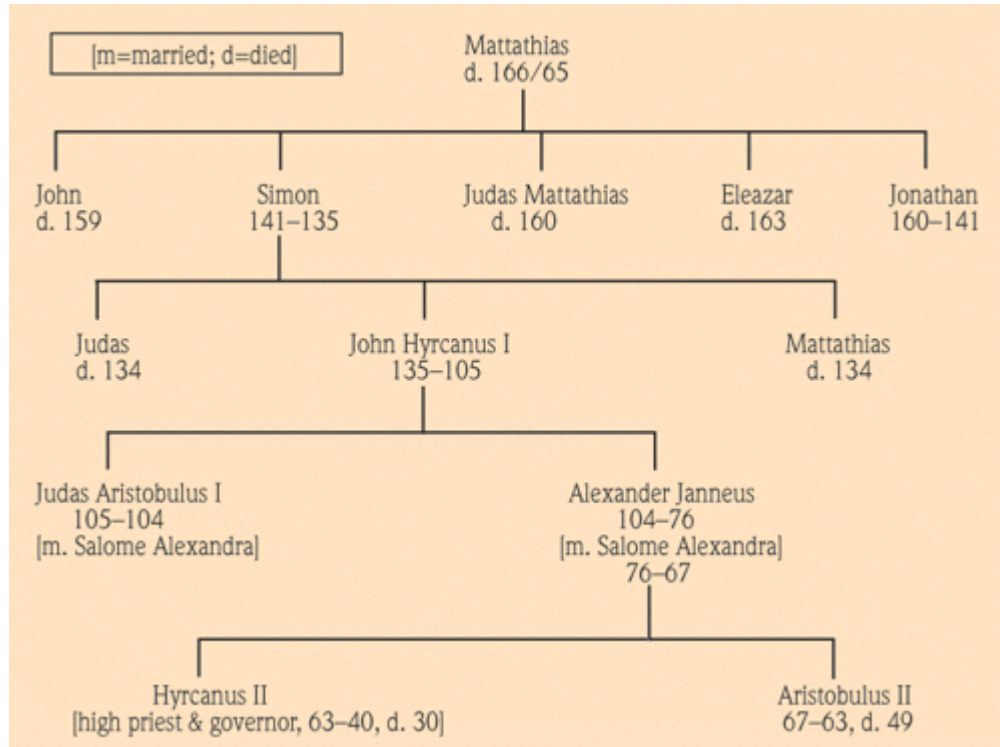 [m=married; d=died]
Mattathias
d. 166/65
John
d. 159
Simon
141–135
Judas Mattathias
d. 160
Eleazar
d. 163
Jonathan
160–141
Judas
d. 134
John Hyrcanus I
135–105
Mattathias
d. 134
Judas Aristobulus I
105–104
[m. Salome Alexandra]
Alexander Janneus
104–76
[m. Salome Alexandra]
76–67
Hyrcanus II
[high priest & governor, 63–40, d. 30]
Aristobulus II
67–63, d. 49